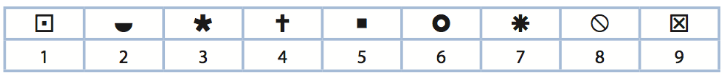 ⊡ ◒ ★ ✝ ■ ⭘ ✷ ⃠ ☒
1 2 3 4 5 6 7 8 9